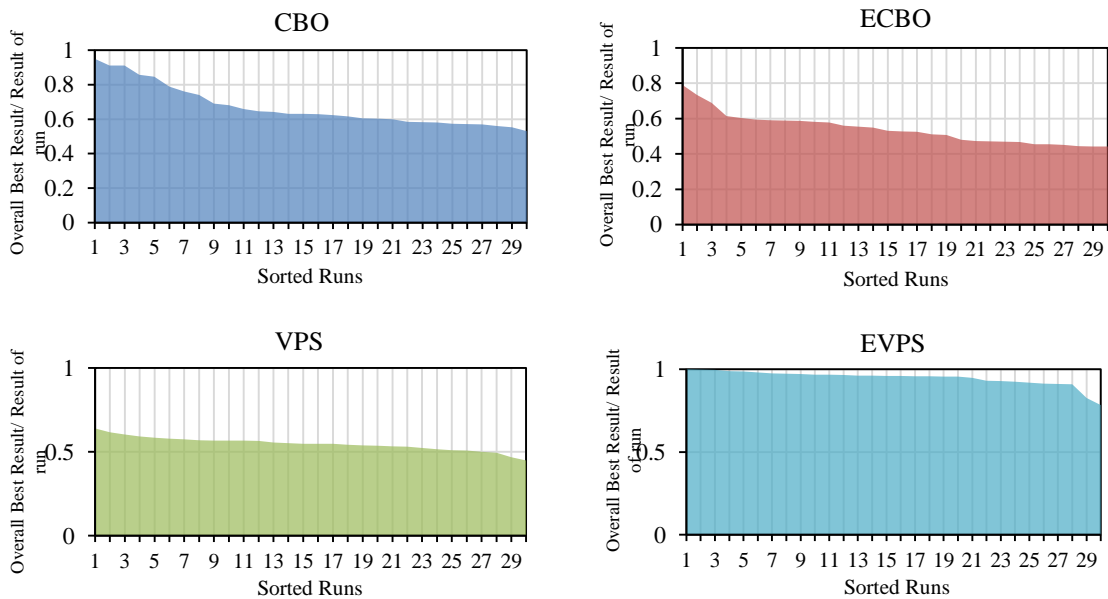 CBO
Overall Best Result/ Result of
run
1
0.8
0.6
0.4
0.2
0
1 3 5 7 9 11 13 15 17 19 21 23 25 27 29
Sorted Runs
ECBO
Overall Best Result/ Result of
run
1
0.8
0.6
0.4
0.2
0
1 3 5 7 9 11 13 15 17 19 21 23 25 27 29
Sorted Runs
VPS
Overall Best Result/ Result of
run
1
0.5
0
1 3 5 7 9 11 13 15 17 19 21 23 25 27 29
Sorted Runs
EVPS
Overall Best Result/ Result
of run
1
0.5
0
1 3 5 7 9 11 13 15 17 19 21 23 25 27 29
Sorted Runs